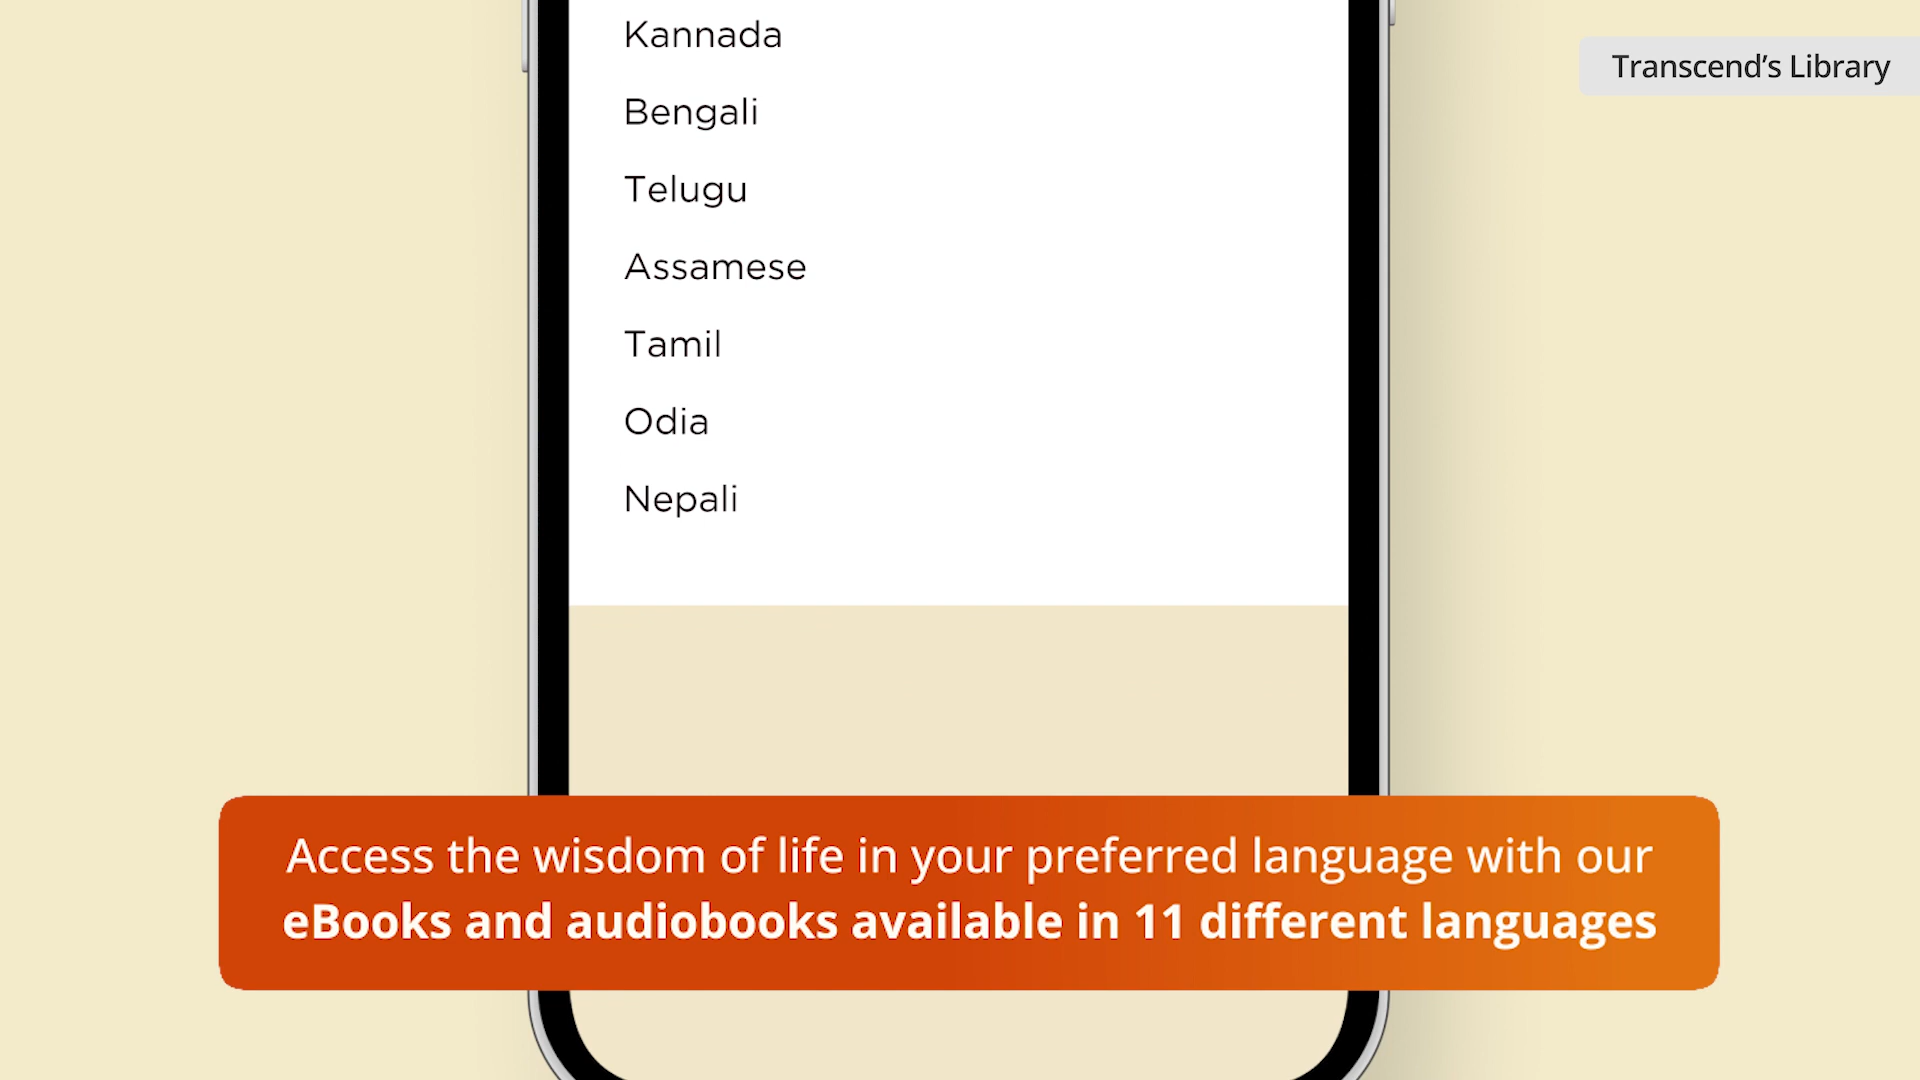 Transcend’s Library
Kannada
Bengali
Telugu
Assamese
Tamil
Odia
Nepali
Access the wisdom of life in your preferred language with our
eBooks and audiobooks available in 11 different languages